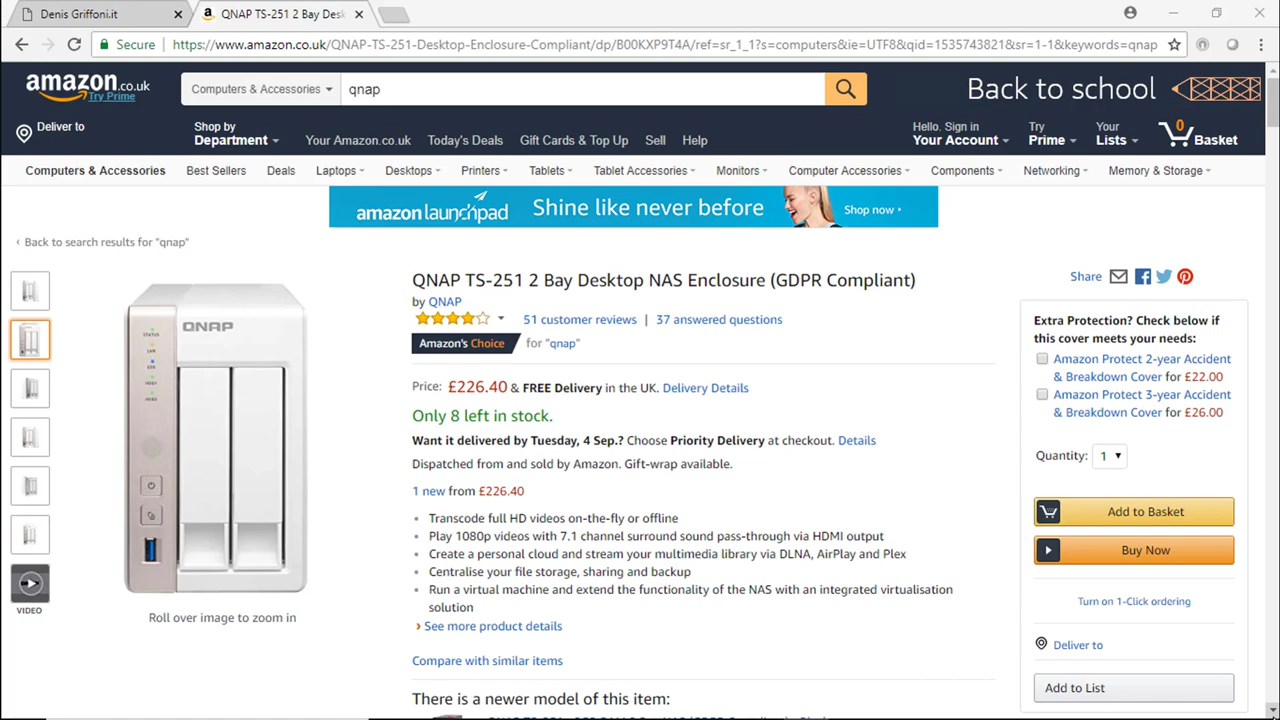 Denis Griffoni.it
QNAP TS-251 2 Bay Desk
Secure
https://www.amazon.co.uk/QNAP-TS-251-Desktop-Enclosure-Compliant/dp/B00KXP9T4A/ref=sr_1_1?s=computers&ie=UTF8&qid=1535743821&sr=1-1&keywords=qnap
amazon.co.uk
Try Prime
Computers & Accessories
qnap
Back to school
Deliver to
Shop by
Department
Your Amazon.co.uk
Today's Deals
Gift Cards & Top Up
Sell
Help
Hello. Sign in
Your Account
Try
Prime
Your
Lists
0
Basket
Computers & Accessories
Best Sellers
Deals
Laptops
Desktops
Printers
Tablets
Tablet Accessories
Monitors
Computer Accessories
Components
Networking
Memory & Storage
amazon launchpad
Shine like never before
Shop now ›
‹ Back to search results for "qnap"
VIDEO
QNAP
STATUS
LAN
USB
HDD1
HDD2
Roll over image to zoom in
QNAP TS-251 2 Bay Desktop NAS Enclosure (GDPR Compliant)
by QNAP
51 customer reviews | 37 answered questions
Amazon's Choice for "qnap"
Price: £226.40 & FREE Delivery in the UK. Delivery Details
Only 8 left in stock.
Want it delivered by Tuesday, 4 Sep.? Choose Priority Delivery at checkout. Details
Dispatched from and sold by Amazon. Gift-wrap available.
1 new from £226.40
• Transcode full HD videos on-the-fly or offline
• Play 1080p videos with 7.1 channel surround sound pass-through via HDMI output
• Create a personal cloud and stream your multimedia library via DLNA, AirPlay and Plex
• Centralise your file storage, sharing and backup
• Run a virtual machine and extend the functionality of the NAS with an integrated virtualisation
solution
› See more product details
Compare with similar items
There is a newer model of this item:
Share
Extra Protection? Check below if
this cover meets your needs:
Amazon Protect 2-year Accident
& Breakdown Cover for £22.00
Amazon Protect 3-year Accident
& Breakdown Cover for £26.00
Quantity: 1
Add to Basket
Buy Now
Turn on 1-Click ordering
Deliver to
Add to List